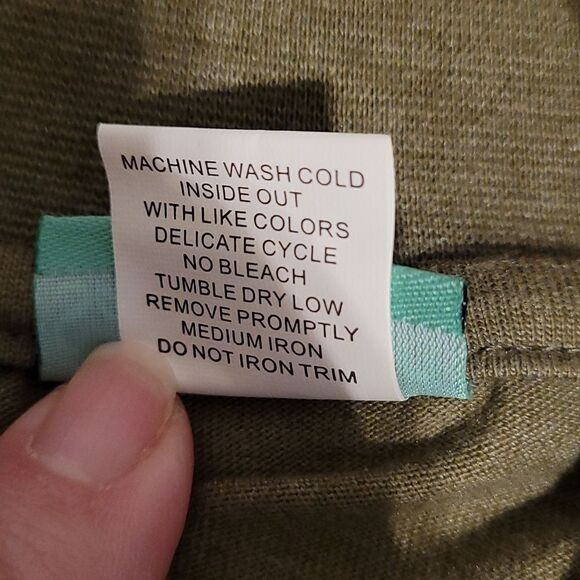 MACHINE WASH COLD
INSIDE OUT
WITH LIKE COLORS
DELICATE CYCLE
NO BLEACH
TUMBLE DRY LOW
REMOVE PROMPTLY
MEDIUM IRON
DO NOT IRON TRIM